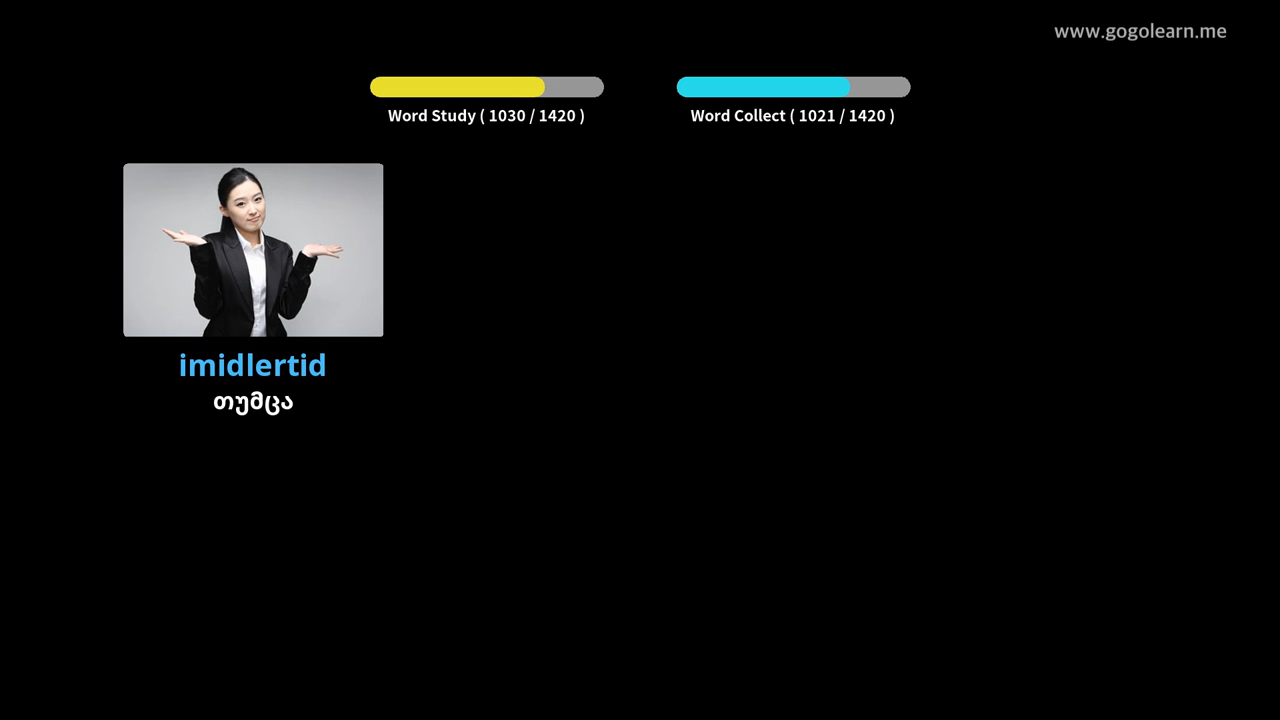 www.gogolearn.me
Word Study ( 1030 / 1420 )
Word Collect ( 1021 / 1420 )
imidlertid
თუმცა